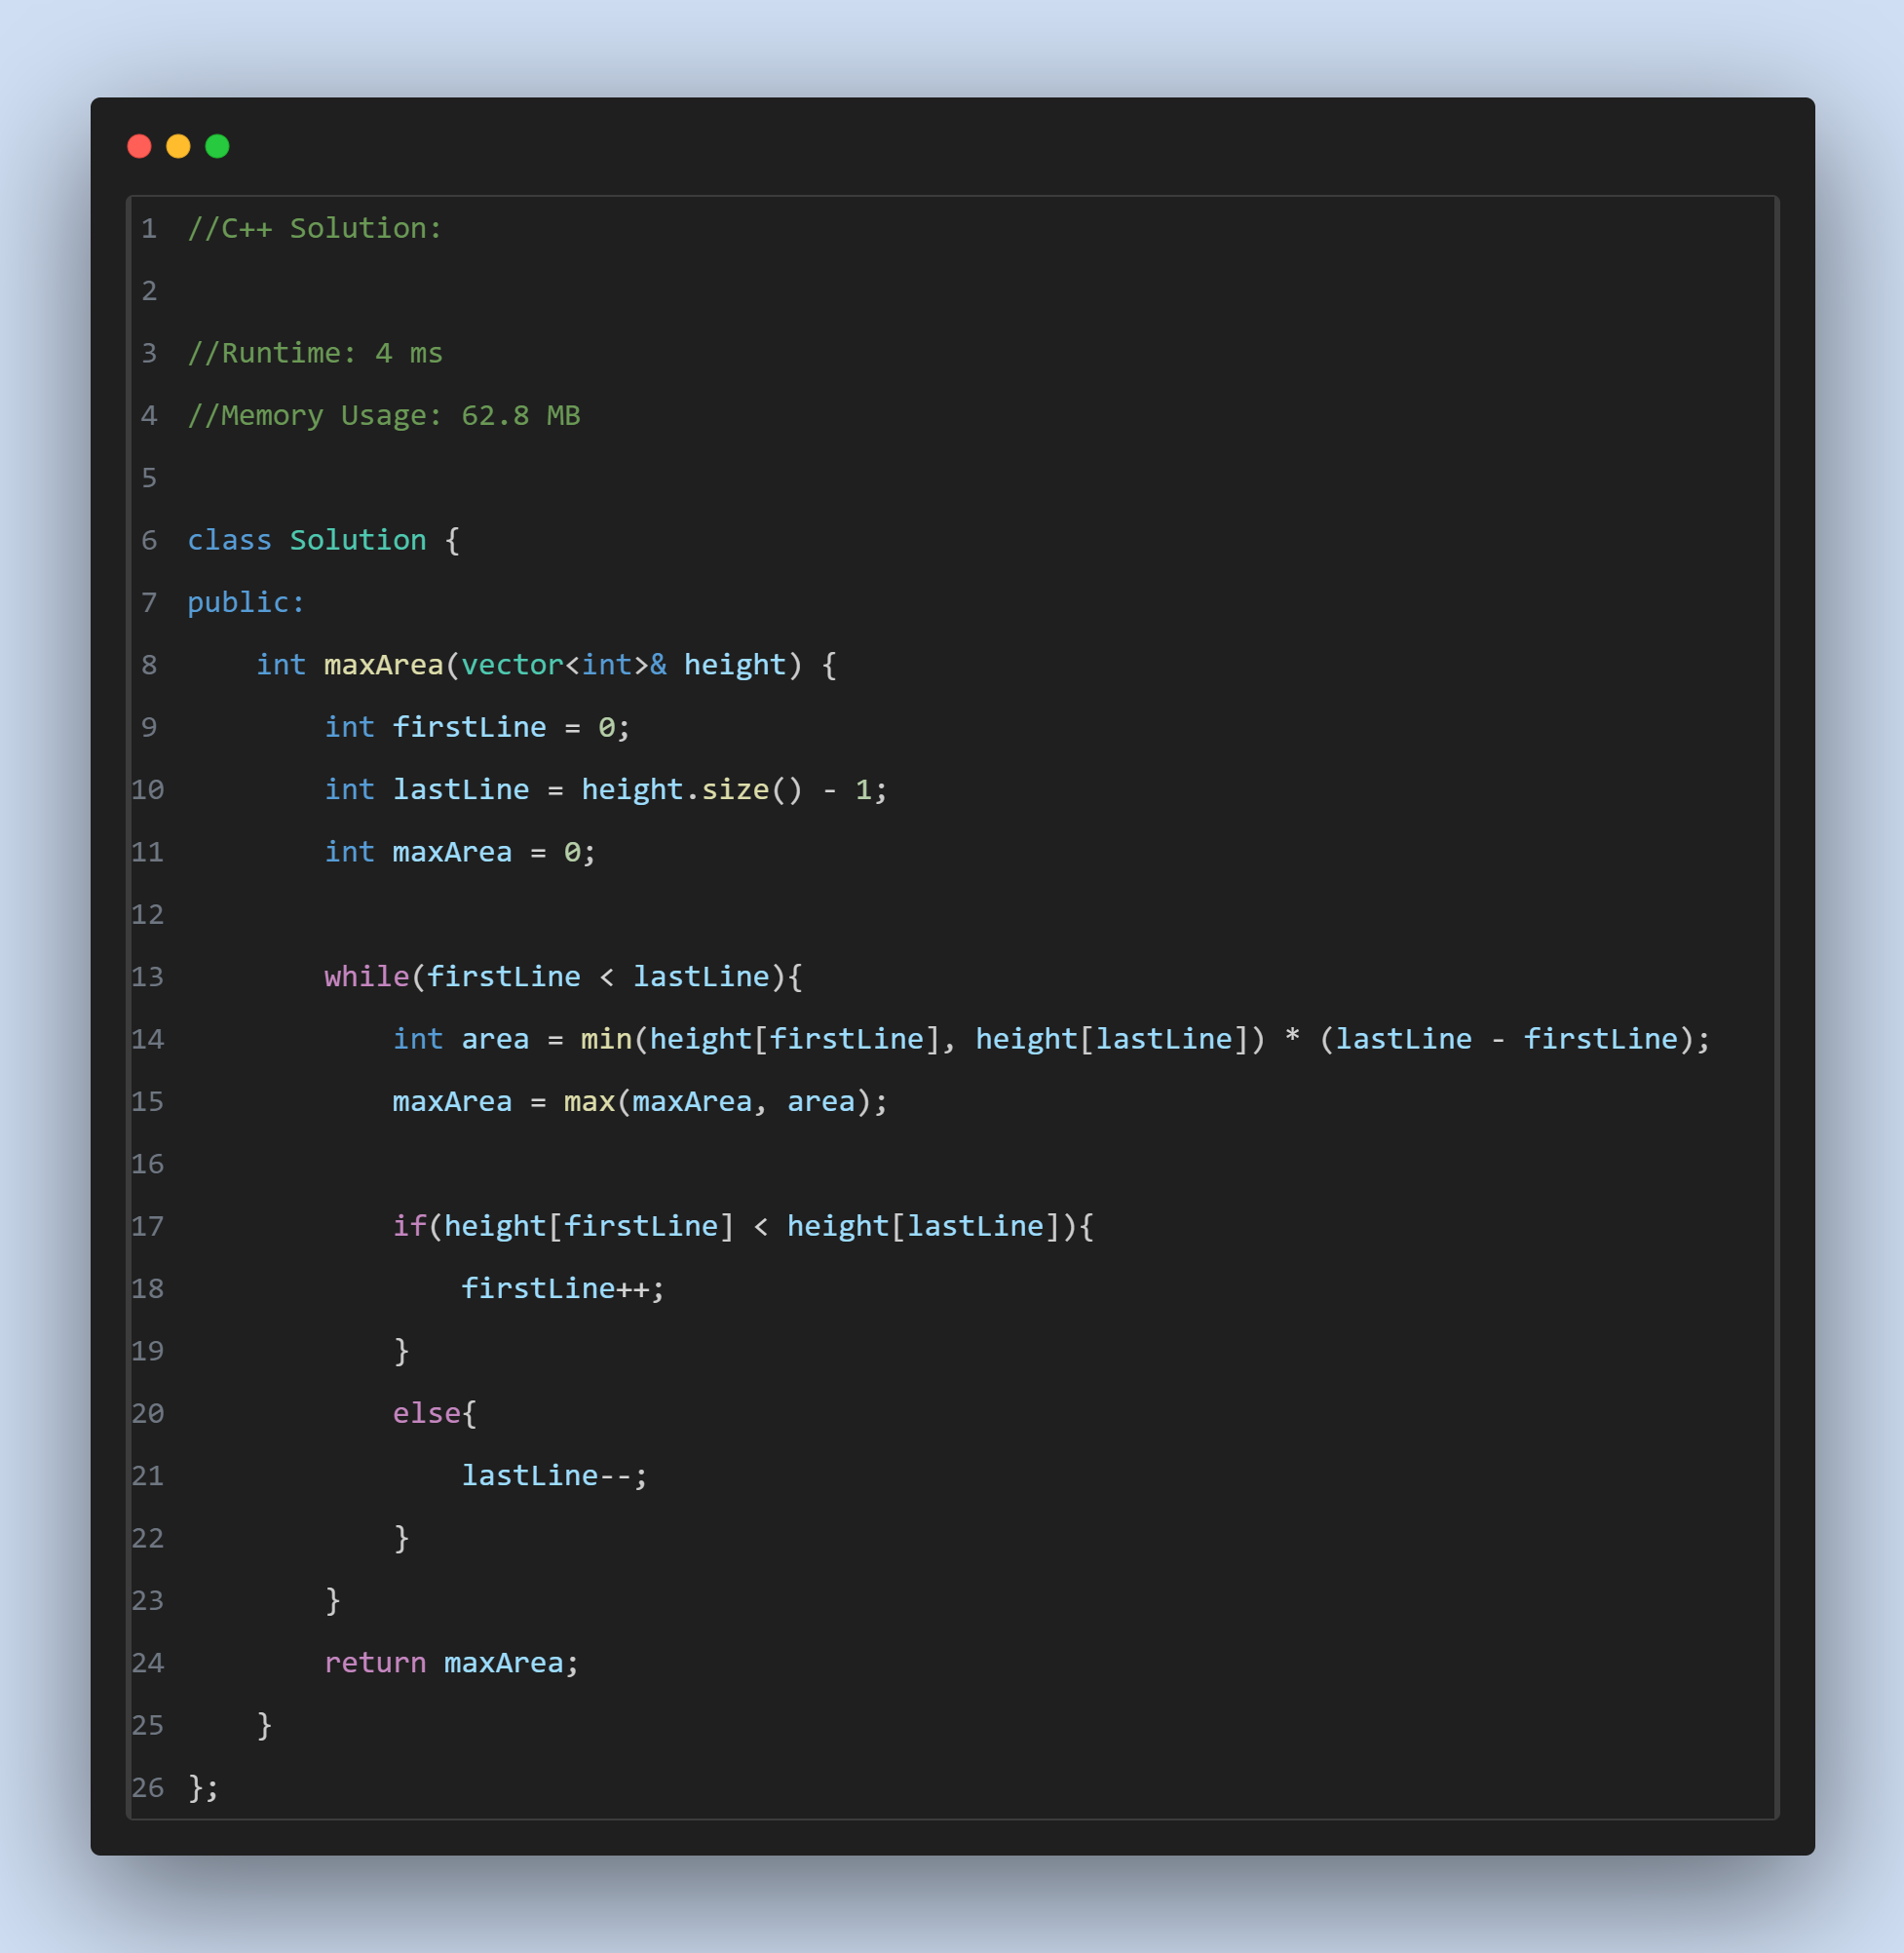 1 //C++ Solution:
2
3 //Runtime: 4 ms
4 //Memory Usage: 62.8 MB
5
6 class Solution {
7 public:
8     int maxArea(vector<int>& height) {
9         int firstLine = 0;
10         int lastLine = height.size() - 1;
11         int maxArea = 0;
12
13         while(firstLine < lastLine){
14             int area = min(height[firstLine], height[lastLine]) * (lastLine - firstLine);
15             maxArea = max(maxArea, area);
16
17             if(height[firstLine] < height[lastLine]){
18                 firstLine++;
19             }
20             else{
21                 lastLine--;
22             }
23         }
24         return maxArea;
25     }
26 };